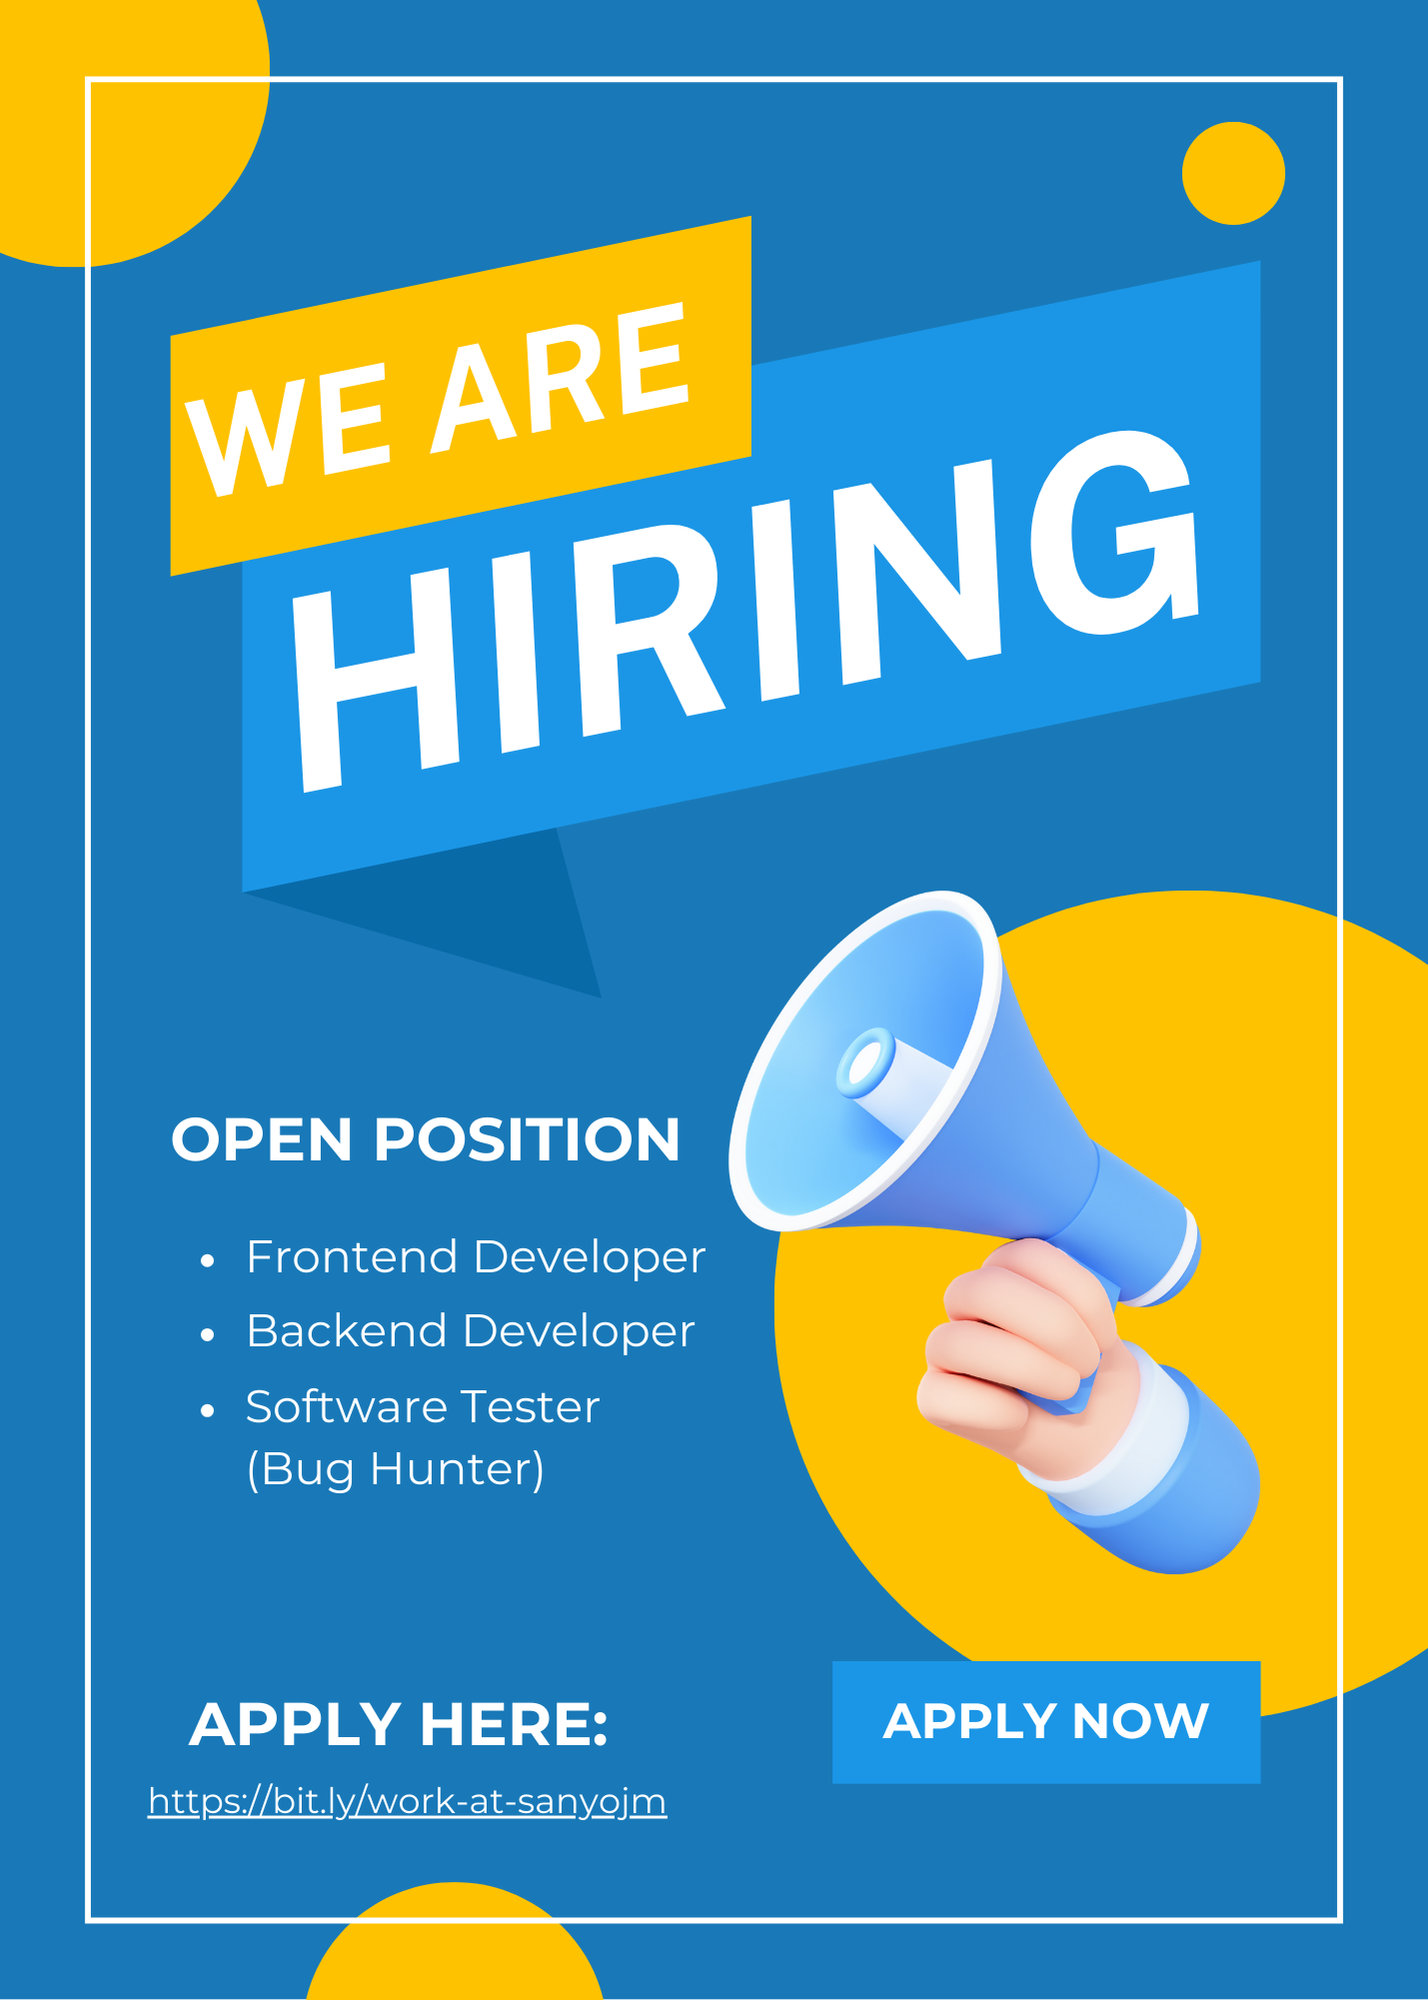 WE ARE
HIRING
OPEN POSITION
• Frontend Developer
• Backend Developer
• Software Tester
(Bug Hunter)
APPLY HERE:
https://bit.ly/work-at-sanyojm
APPLY NOW